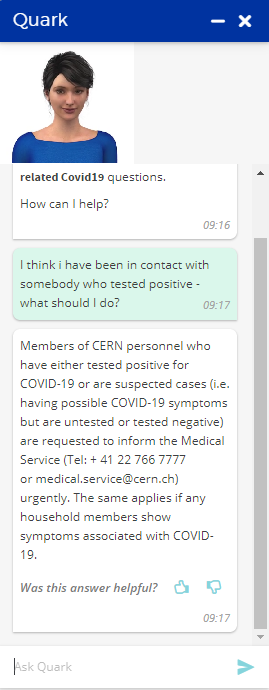 Quark
related Covid19 questions.
How can I help?
09:16
I think i have been in contact with
somebody who tested positive -
what should I do?
09:17
Members of CERN personnel who
have either tested positive for
COVID-19 or are suspected cases (i.e.
having possible COVID-19 symptoms
but are untested or tested negative)
are requested to inform the Medical
Service (Tel: + 41 22 766 7777
or medical.service@cern.ch)
urgently. The same applies if any
household members show
symptoms associated with COVID-
19.
Was this answer helpful?
09:17
Ask Quark